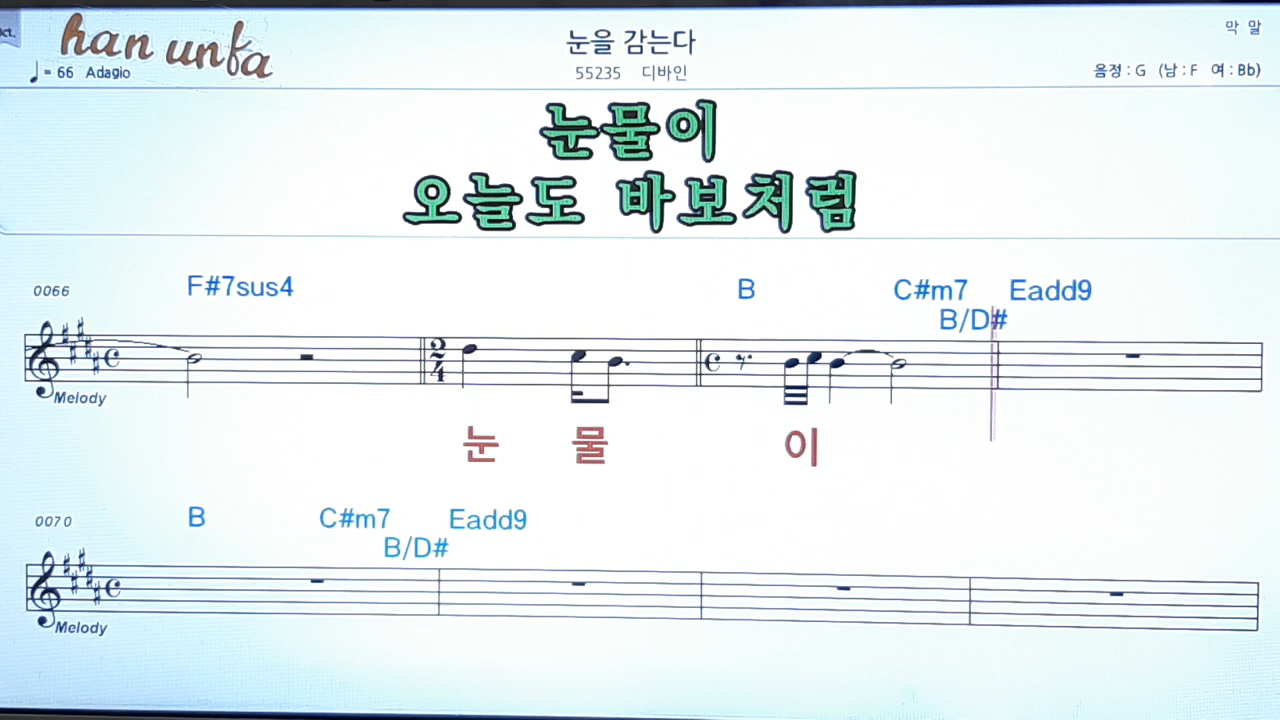 han unfa
♩= 66 Adagio
눈을 감는다
55235 디바인
막 말
음정 : G (남 : F 여 : Bb)
눈물이
오늘도 바보처럼
0066 F#7sus4 B C#m7 Eadd9
B/D#
2
4
Melody
눈 물 이
0070 B C#m7 Eadd9
B/D#
Melody